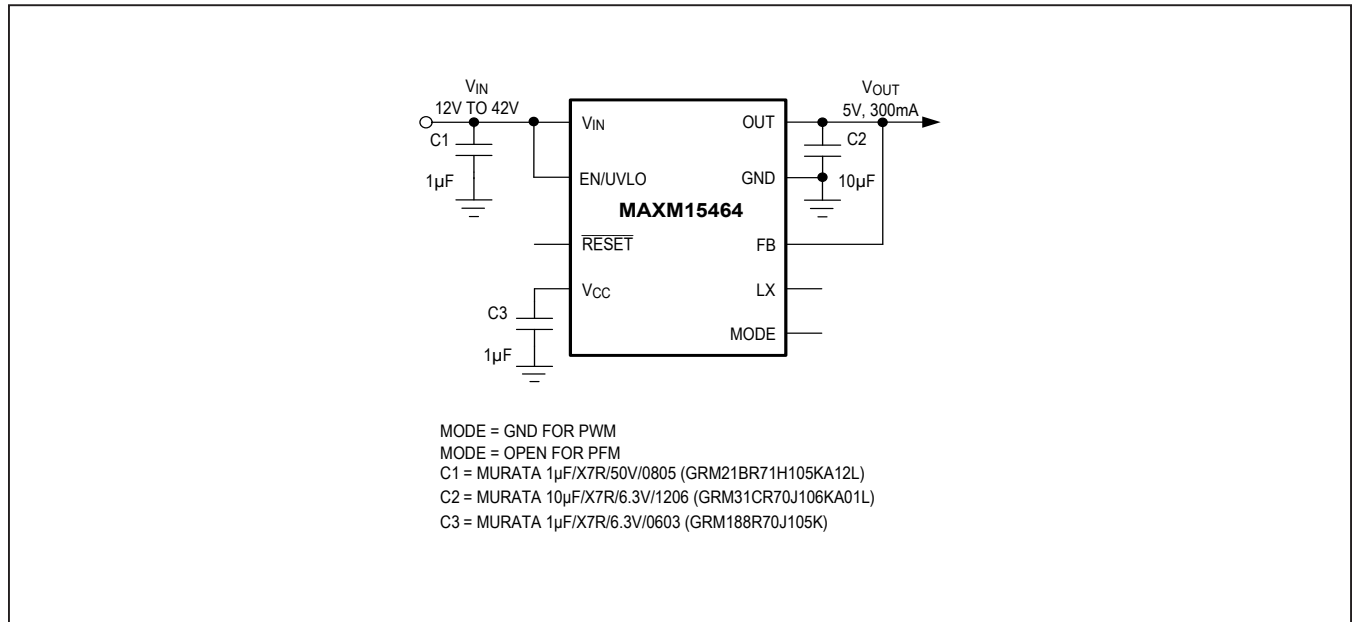 VIN
12V TO 42V
C1
1µF
VIN
EN/UVLO
RESET
VCC
C3
1µF
MAXM15464
OUT
GND
FB
LX
MODE
VOUT
5V, 300mA
C2
10µF
MODE = GND FOR PWM
MODE = OPEN FOR PFM
C1 = MURATA 1µF/X7R/50V/0805 (GRM21BR71H105KA12L)
C2 = MURATA 10µF/X7R/6.3V/1206 (GRM31CR70J106KA01L)
C3 = MURATA 1µF/X7R/6.3V/0603 (GRM188R70J105K)